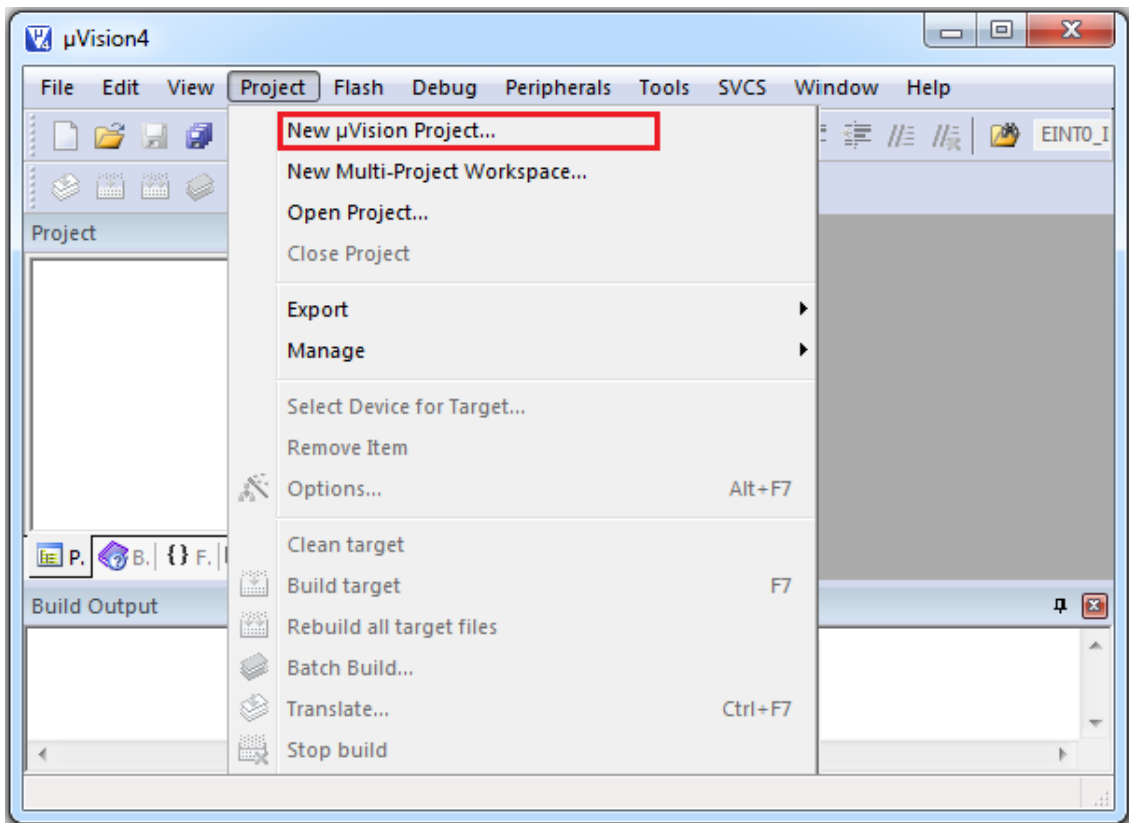 µVision4
File Edit View Project Flash Debug Peripherals Tools SVCS Window Help
New µVision Project...
EINT0_I
New Multi-Project Workspace...
Open Project...
Project
Close Project
Export
Manage
Select Device for Target...
Remove Item
Options... Alt+F7
Clean target
P. B. {} F.
Build target F7
Build Output
Rebuild all target files
Batch Build...
Translate... Ctrl+F7
Stop build